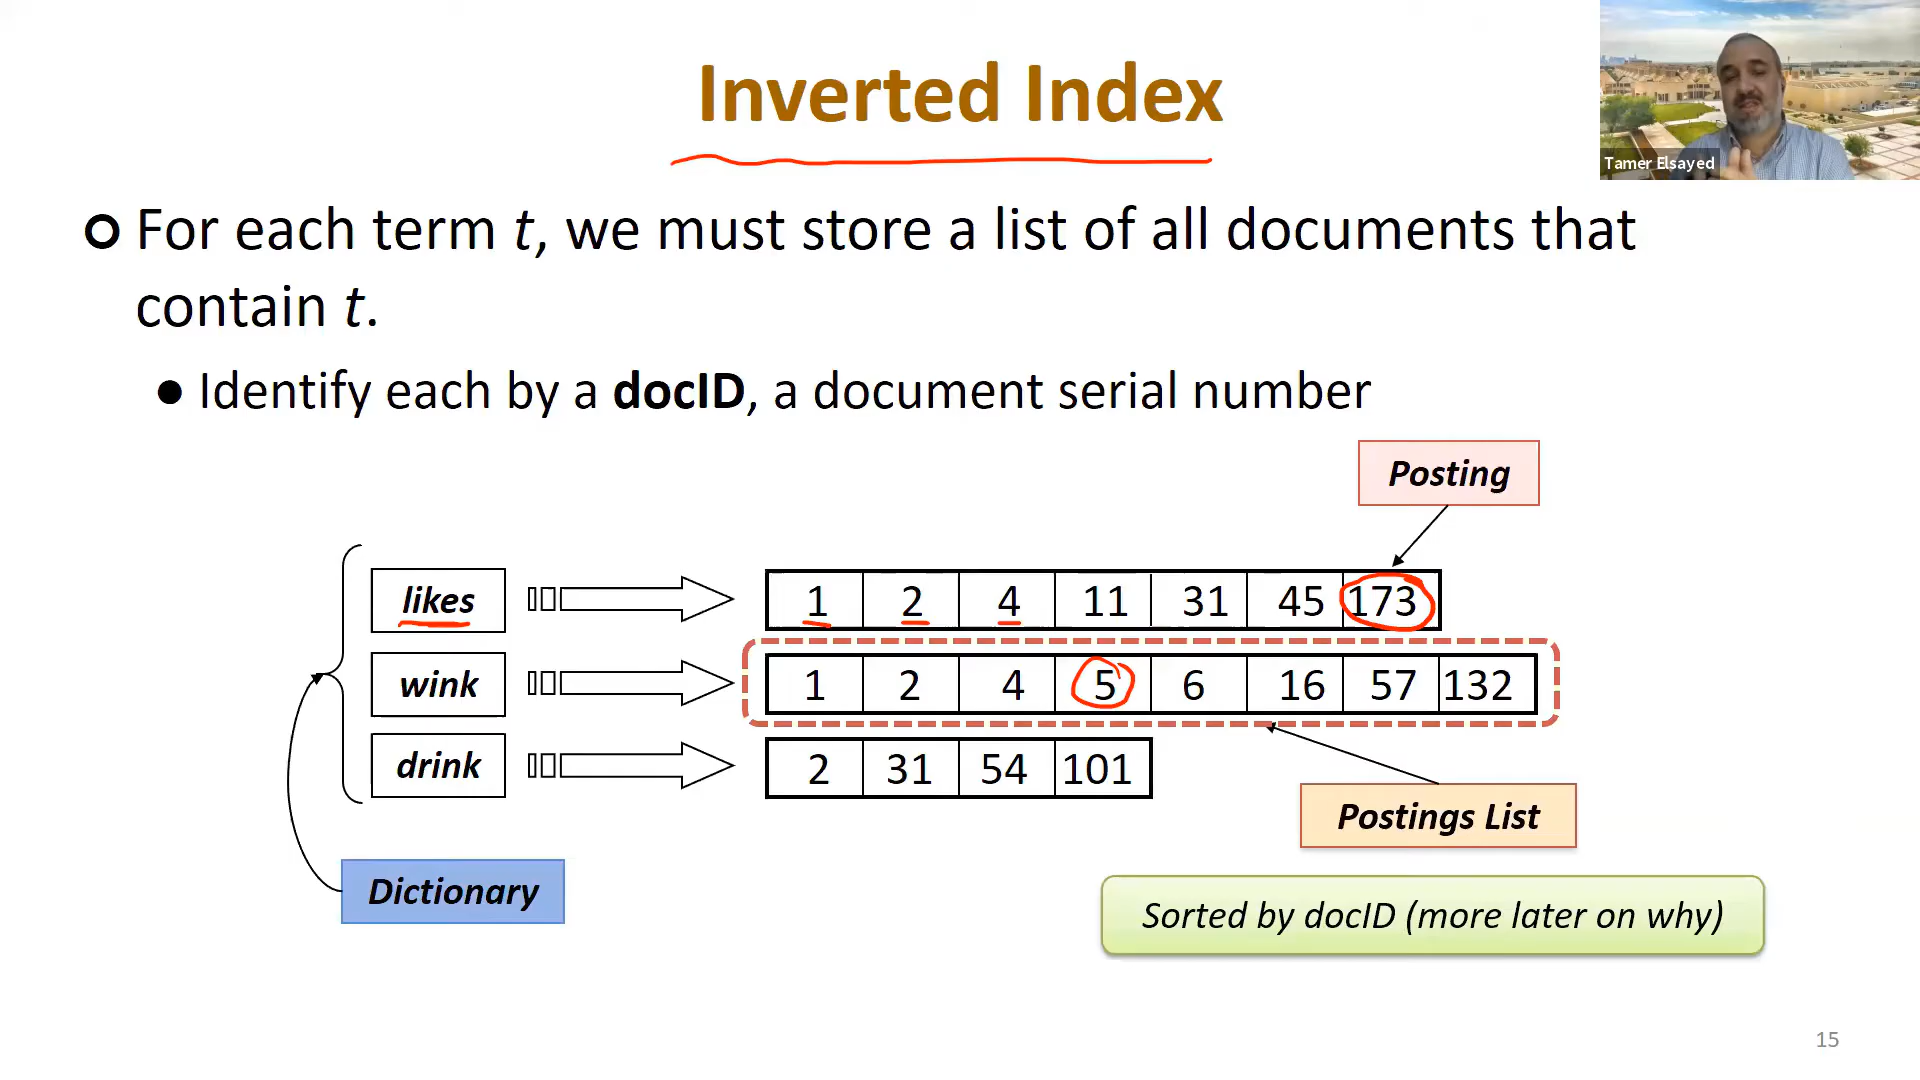 Inverted Index
Tamer Elsayed
For each term t, we must store a list of all documents that
contain t.
Identify each by a docID, a document serial number
Posting
likes 1 2 4 11 31 45 173
wink 1 2 4 5 6 16 57 132
drink 2 31 54 101
Postings List
Dictionary
Sorted by docID (more later on why)
15